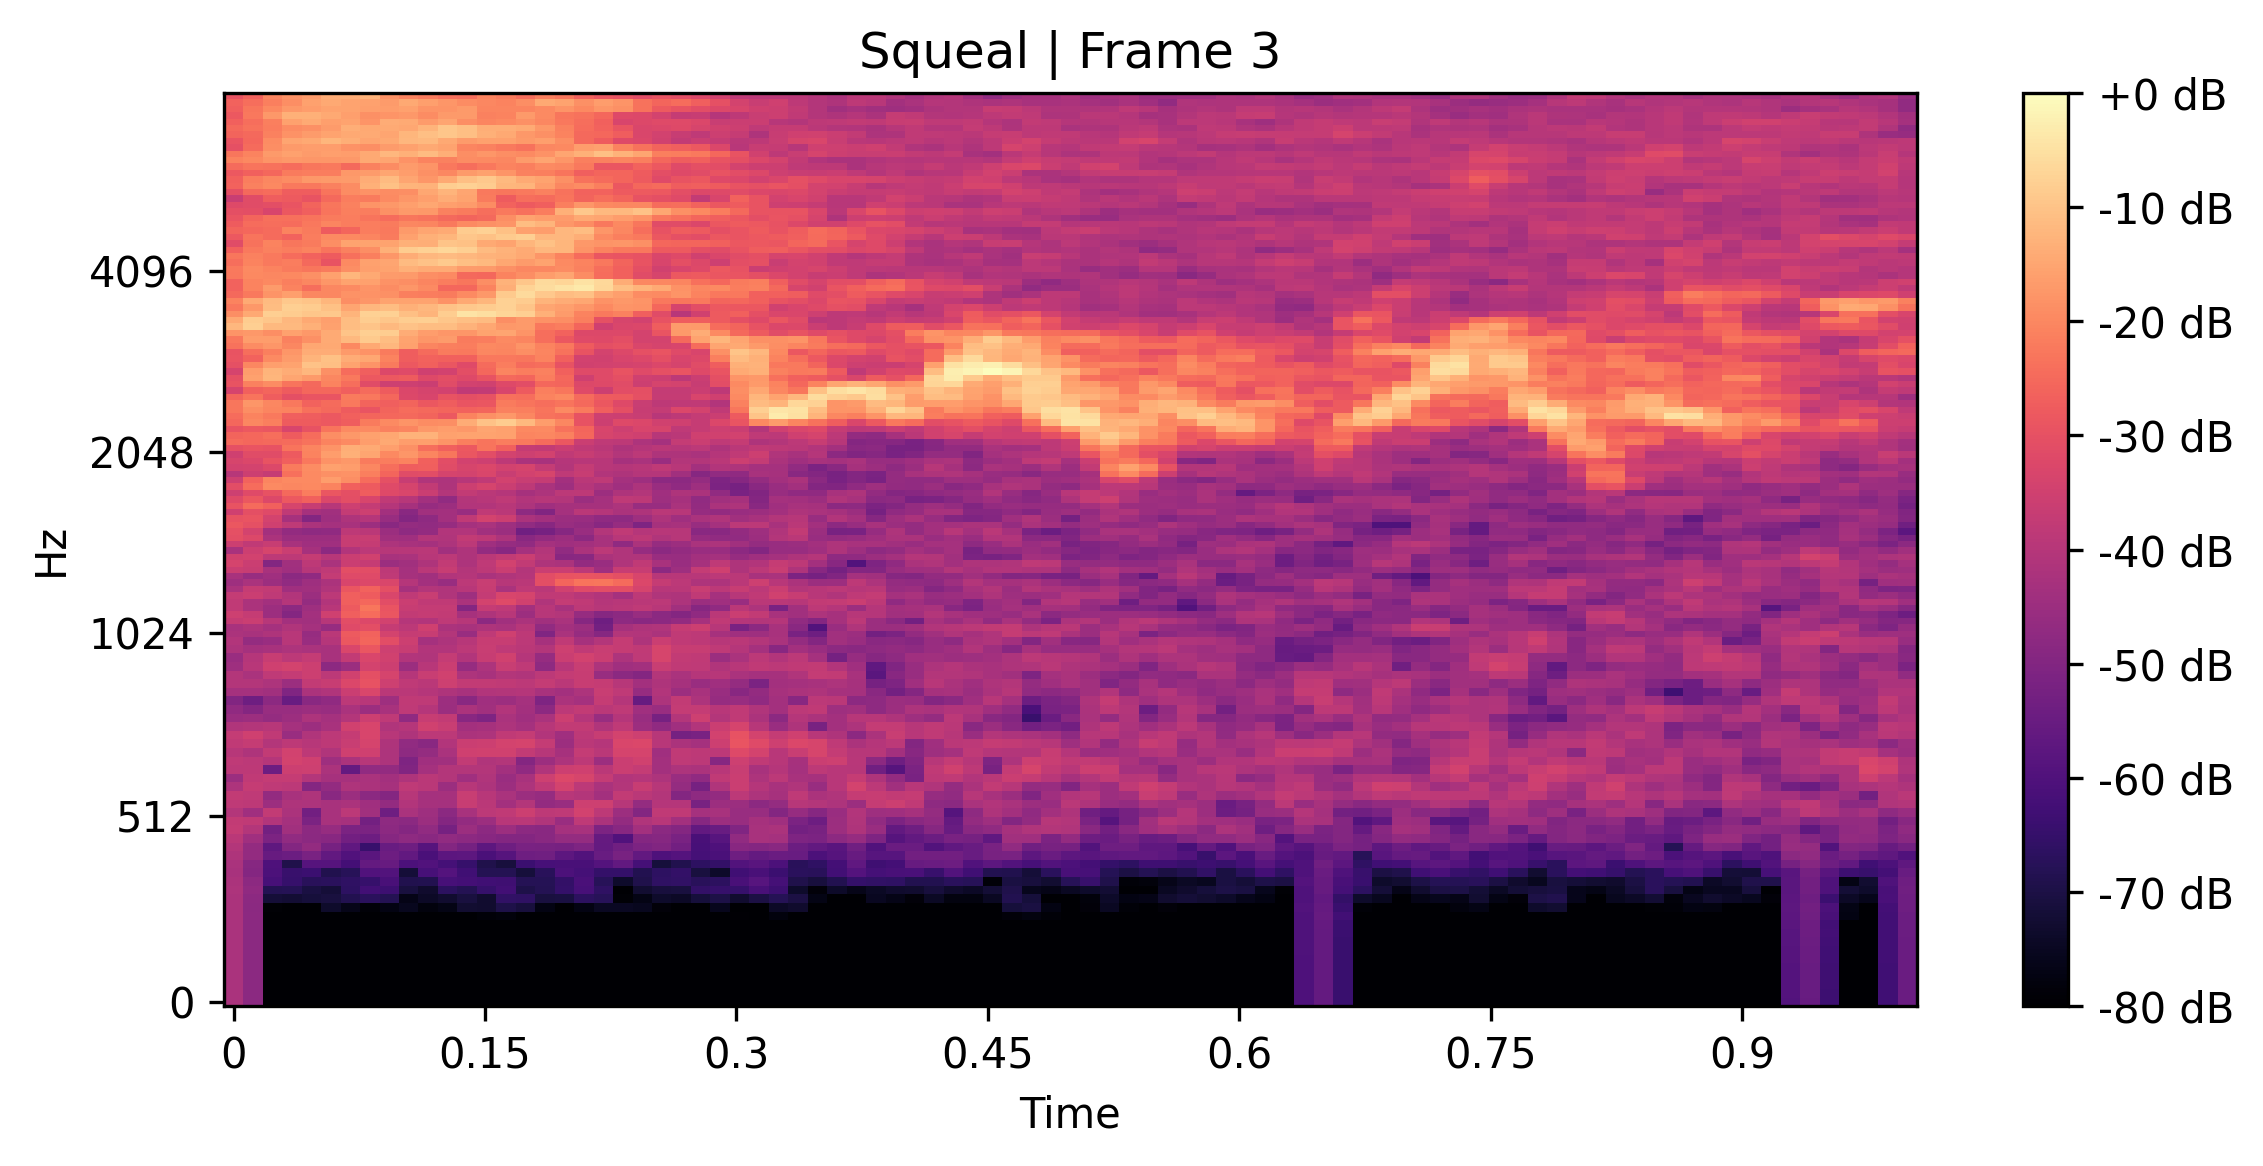 Squeal | Frame 3
Hz
4096
2048
1024
512
0
0 0.15 0.3 0.45 0.6 0.75 0.9
Time
+0 dB
-10 dB
-20 dB
-30 dB
-40 dB
-50 dB
-60 dB
-70 dB
-80 dB